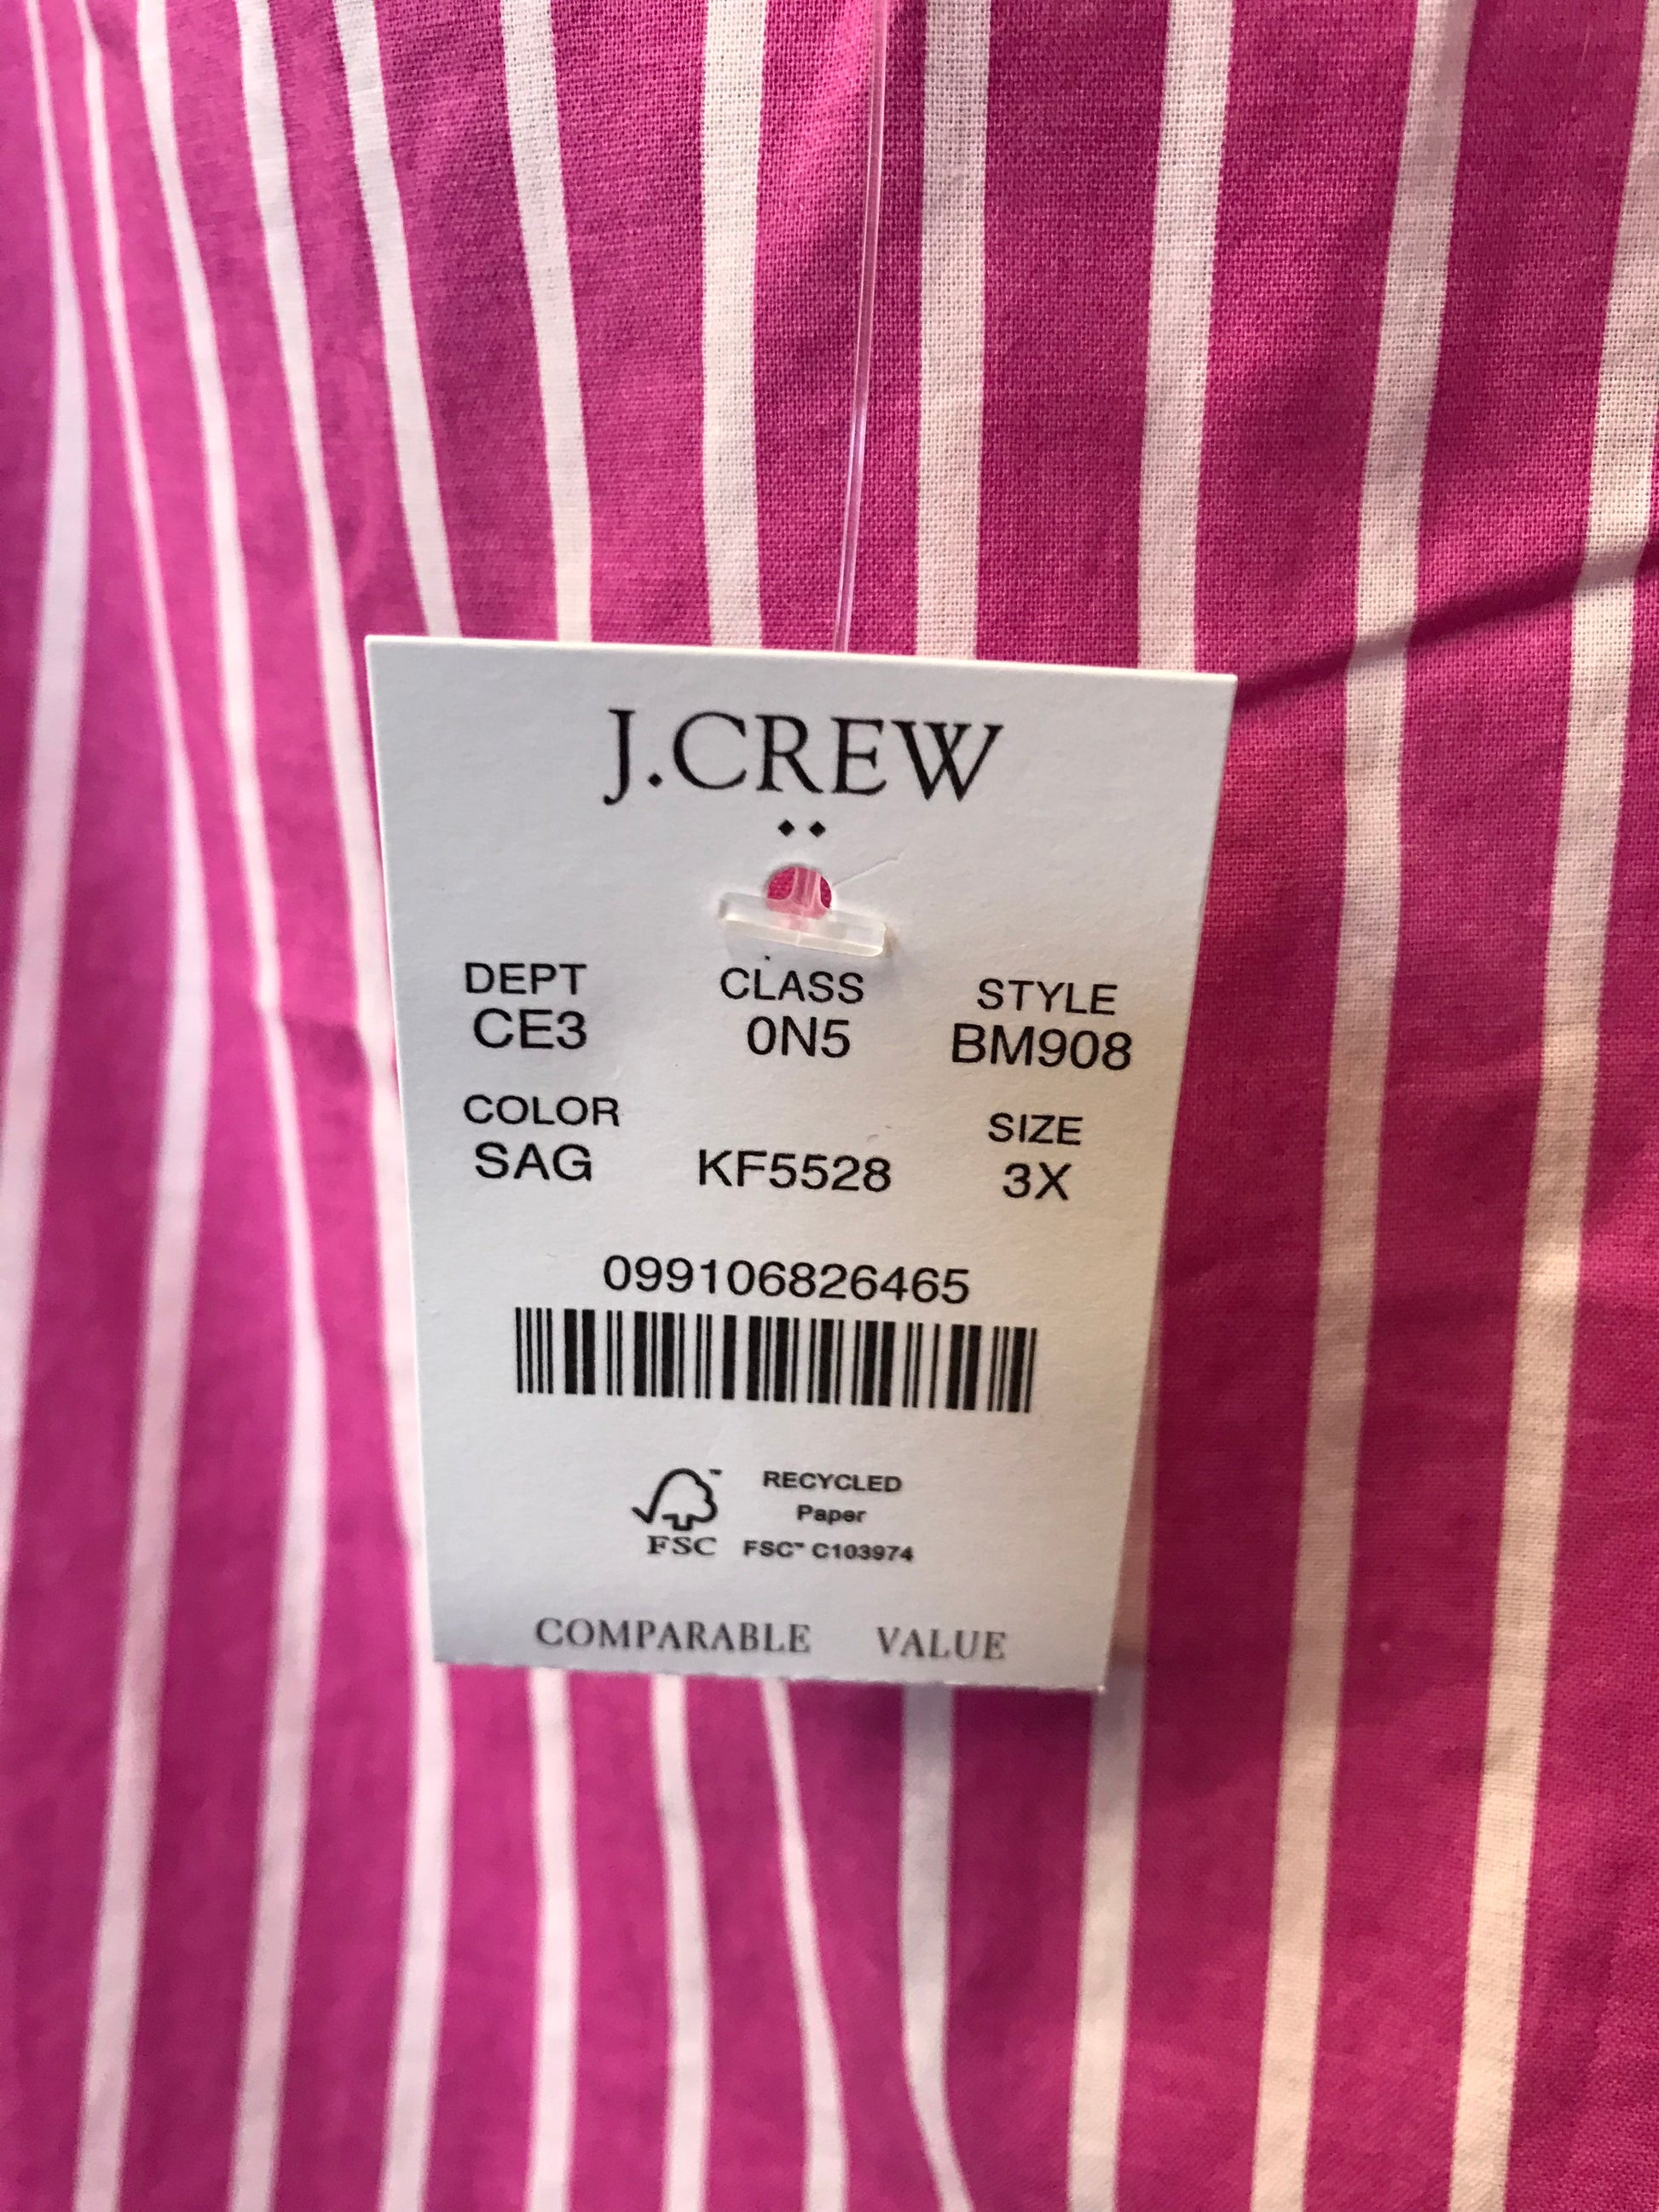 J.CREW
DEPT CLASS STYLE
CE3 0N5 BM908
COLOR SIZE
SAG KF5528 3X
099106826465
RECYCLED
Paper
FSC FSC™ C103974
COMPARABLE VALUE